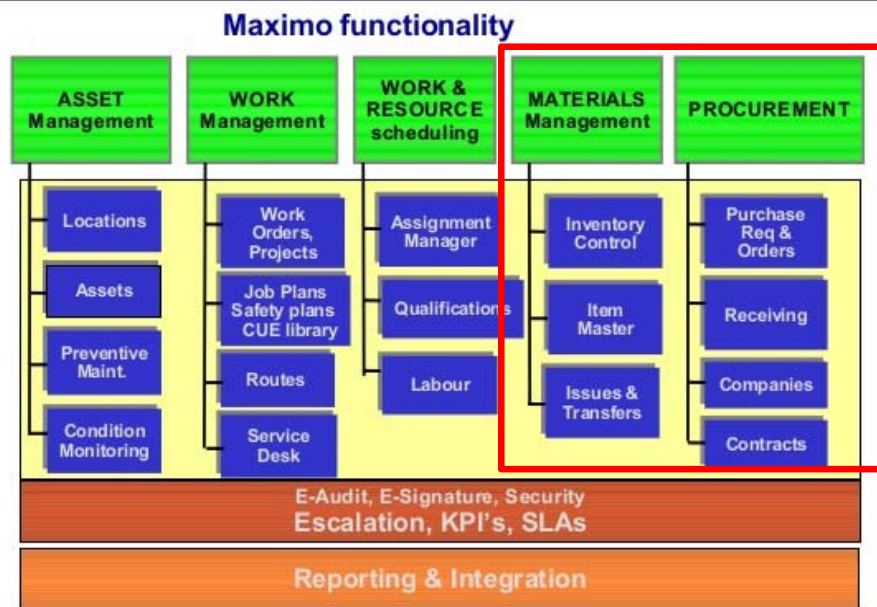 Maximo functionality
ASSET
Management
WORK
Management
WORK &
RESOURCE
scheduling
MATERIALS
Management
PROCUREMENT
Locations
Assets
Preventive
Maint.
Condition
Monitoring
Work
Orders,
Projects
Job Plans
Safety plans
CUE library
Routes
Service
Desk
Assignment
Manager
Qualifications
Labour
Inventory
Control
Item
Master
Issues &
Transfers
Purchase
Req &
Orders
Receiving
Companies
Contracts
E-Audit, E-Signature, Security
Escalation, KPI's, SLAs
Reporting & Integration